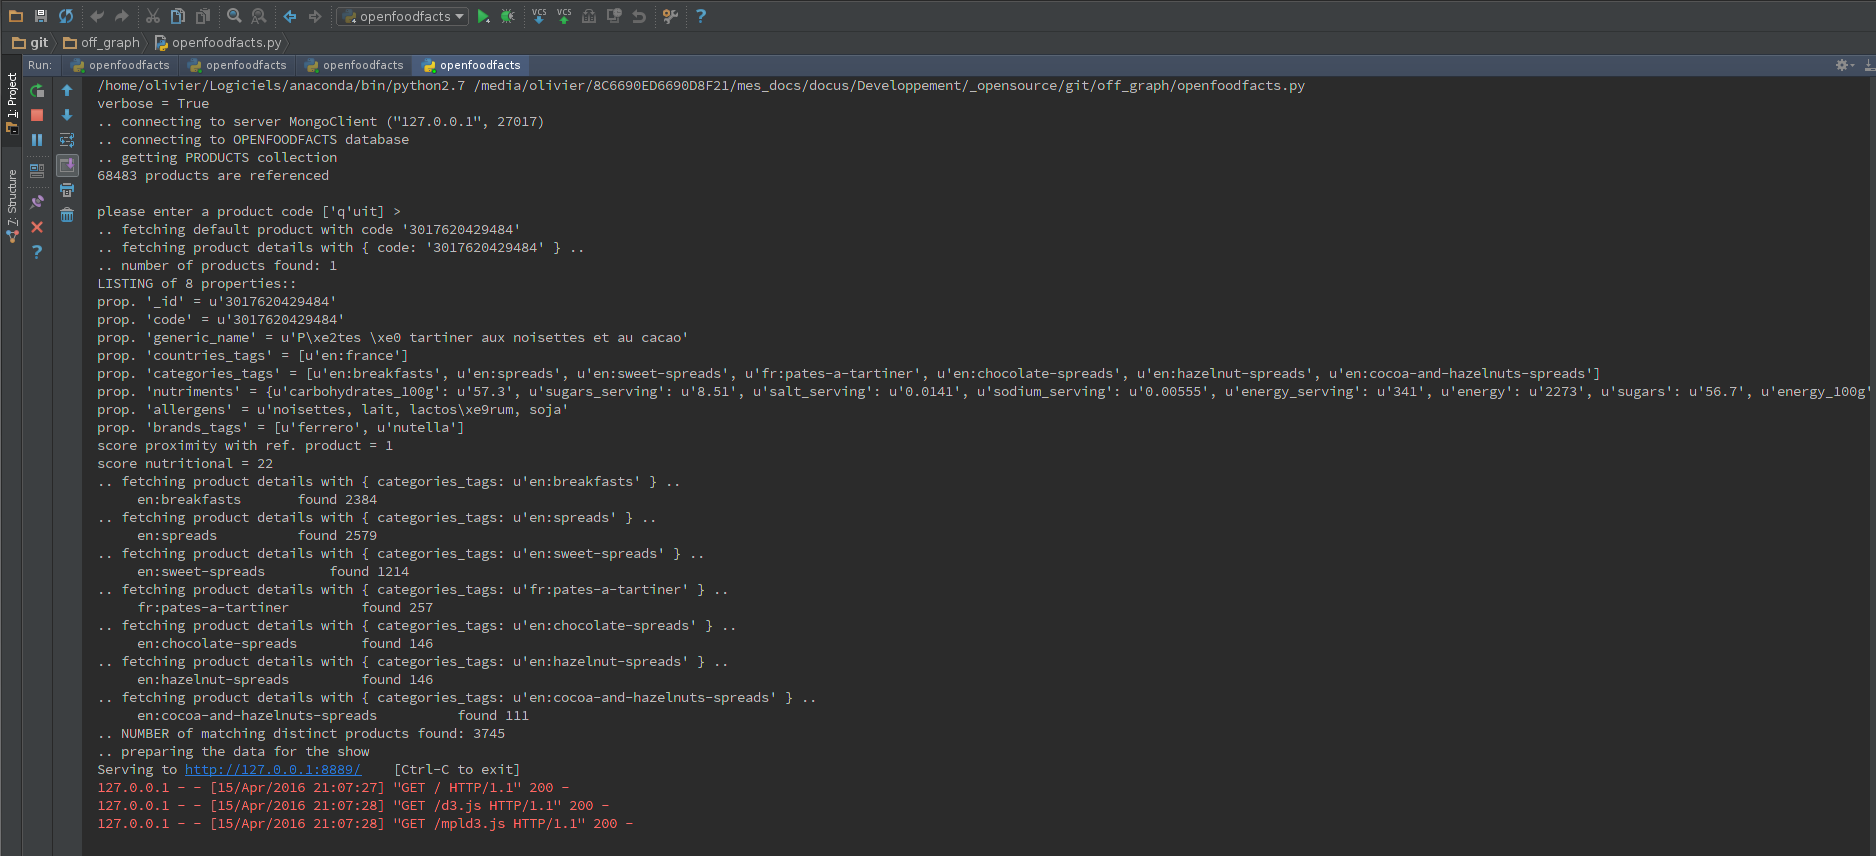 openfoodfacts
VCS VCS
?
git off_graph openfoodfacts.py
Run: openfoodfacts openfoodfacts openfoodfacts openfoodfacts
1: Project
7: Structure
?
/home/olivier/Logiciels/anaconda/bin/python2.7 /media/olivier/8C6690ED6690D8F21/mes_docs/docus/Developpement/_opensource/git/off_graph/openfoodfacts.py
verbose = True
.. connecting to server MongoClient ("127.0.0.1", 27017)
.. connecting to OPENFOODFACTS database
.. getting PRODUCTS collection
68483 products are referenced
please enter a product code ['q'uit] >
.. fetching default product with code '3017620429484'
.. fetching product details with { code: '3017620429484' } ..
.. number of products found: 1
LISTING of 8 properties::
prop. '_id' = u'3017620429484'
prop. 'code' = u'3017620429484'
prop. 'generic_name' = u'P\xe2tes \xe0 tartiner aux noisettes et au cacao'
prop. 'countries_tags' = [u'en:france']
prop. 'categories_tags' = [u'en:breakfasts', u'en:spreads', u'en:sweet-spreads', u'fr:pates-a-tartiner', u'en:chocolate-spreads', u'en:hazelnut-spreads', u'en:cocoa-and-hazelnuts-spreads']
prop. 'nutriments' = {u'carbohydrates_100g': u'57.3', u'sugars_serving': u'8.51', u'salt_serving': u'0.0141', u'sodium_serving': u'0.00555', u'energy_serving': u'341', u'energy': u'2273', u'sugars': u'56.7', u'energy_100g'
prop. 'allergens' = u'noisettes, lait, lactos\xe9rum, soja'
prop. 'brands_tags' = [u'ferrero', u'nutella']
score proximity with ref. product = 1
score nutritional = 22
.. fetching product details with { categories_tags: u'en:breakfasts' } ..
en:breakfasts found 2384
.. fetching product details with { categories_tags: u'en:spreads' } ..
en:spreads found 2579
.. fetching product details with { categories_tags: u'en:sweet-spreads' } ..
en:sweet-spreads found 1214
.. fetching product details with { categories_tags: u'fr:pates-a-tartiner' } ..
fr:pates-a-tartiner found 257
.. fetching product details with { categories_tags: u'en:chocolate-spreads' } ..
en:chocolate-spreads found 146
.. fetching product details with { categories_tags: u'en:hazelnut-spreads' } ..
en:hazelnut-spreads found 146
.. fetching product details with { categories_tags: u'en:cocoa-and-hazelnuts-spreads' } ..
en:cocoa-and-hazelnuts-spreads found 111
.. NUMBER of matching distinct products found: 3745
.. preparing the data for the show
Serving to http://127.0.0.1:8889/ [Ctrl-C to exit]
127.0.0.1 - - [15/Apr/2016 21:07:27] "GET / HTTP/1.1" 200 -
127.0.0.1 - - [15/Apr/2016 21:07:28] "GET /d3.js HTTP/1.1" 200 -
127.0.0.1 - - [15/Apr/2016 21:07:28] "GET /mpld3.js HTTP/1.1" 200 -